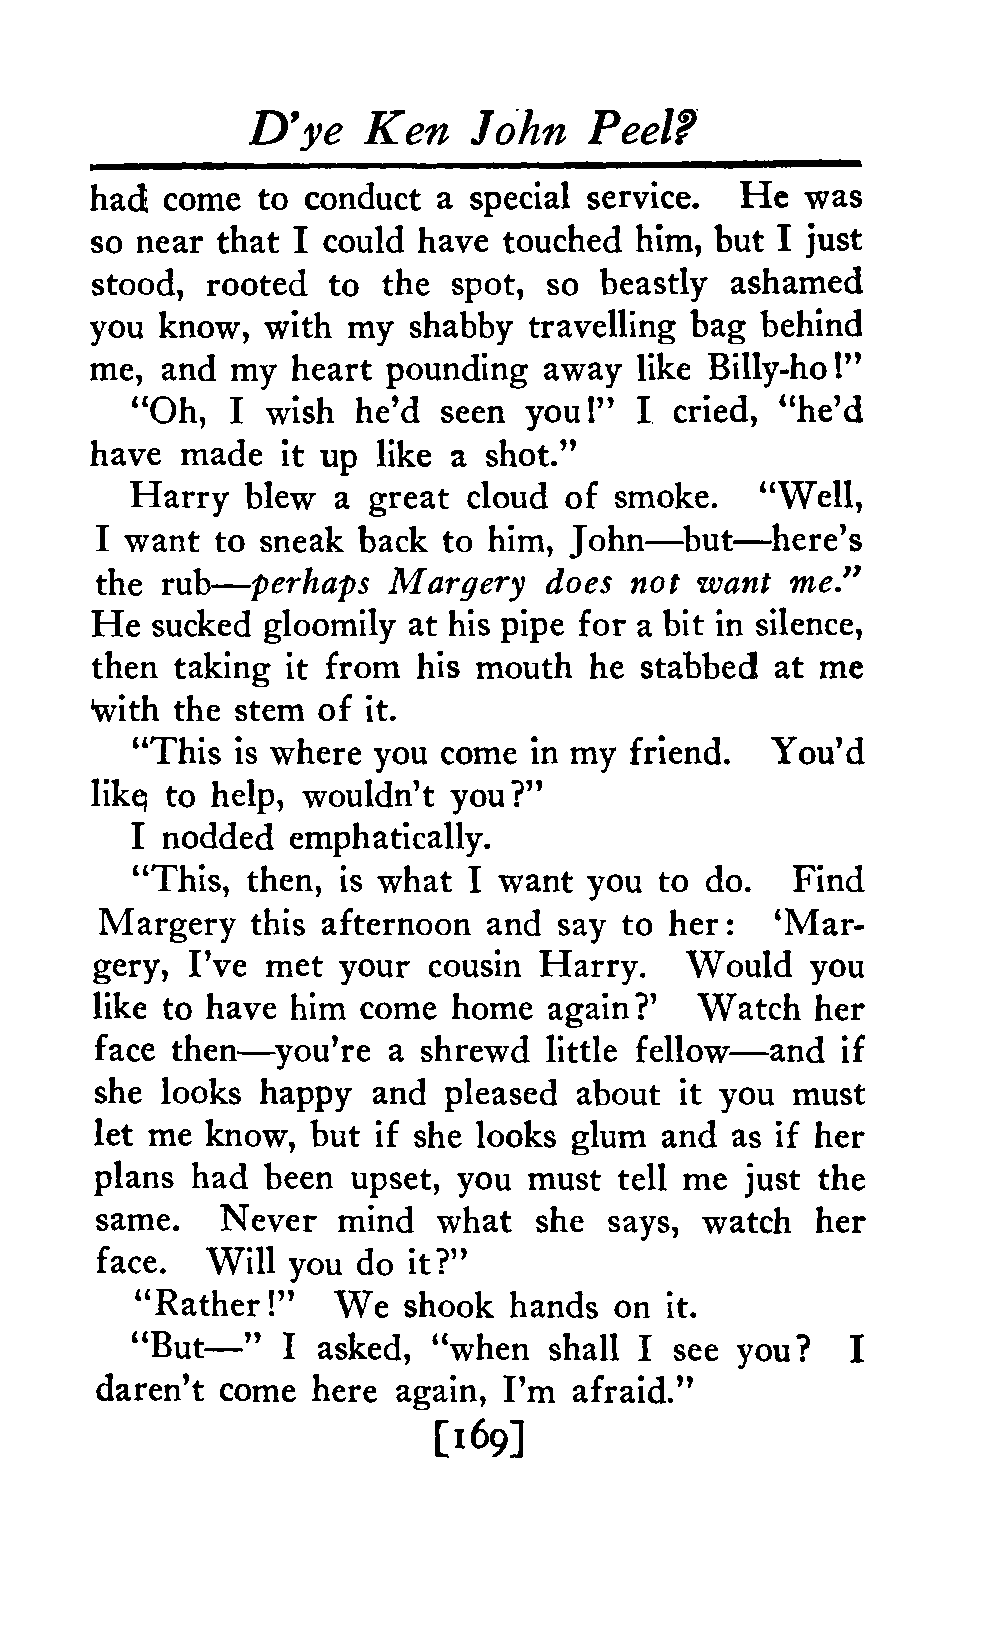 D'ye Ken John Peel?
had come to conduct a special service. He was
so near that I could have touched him, but I just
stood, rooted to the spot, so beastly ashamed
you know, with my shabby travelling bag behind
me, and my heart pounding away like Billy-ho!"
"Oh, I wish he'd seen you!" I cried, "he'd
have made it up like a shot."
Harry blew a great cloud of smoke. "Well,
I want to sneak back to him, John—but—here's
the rub—perhaps Margery does not want me."
He sucked gloomily at his pipe for a bit in silence,
then taking it from his mouth he stabbed at me
with the stem of it.
"This is where you come in my friend. You'd
like to help, wouldn't you?"
I nodded emphatically.
"This, then, is what I want you to do. Find
Margery this afternoon and say to her: 'Mar-
gery, I've met your cousin Harry. Would you
like to have him come home again?' Watch her
face then—you're a shrewd little fellow—and if
she looks happy and pleased about it you must
let me know, but if she looks glum and as if her
plans had been upset, you must tell me just the
same. Never mind what she says, watch her
face. Will you do it?"
"Rather!" We shook hands on it.
"But—" I asked, "when shall I see you? I
daren't come here again, I'm afraid."
[169]